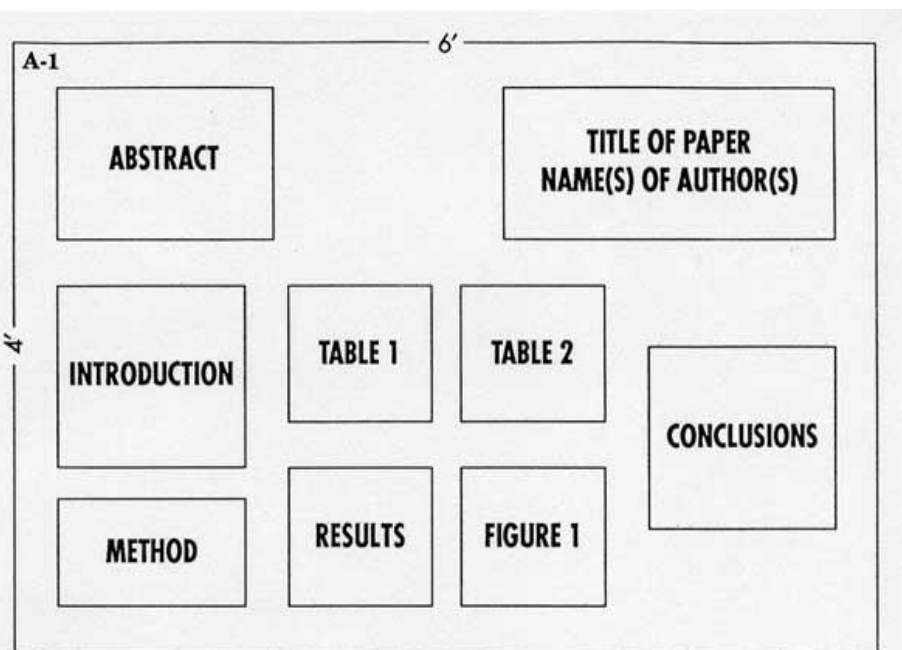 6′
A-1
ABSTRACT
TITLE OF PAPER
NAME(S) OF AUTHOR(S)
4′
INTRODUCTION
TABLE 1
TABLE 2
CONCLUSIONS
METHOD
RESULTS
FIGURE 1